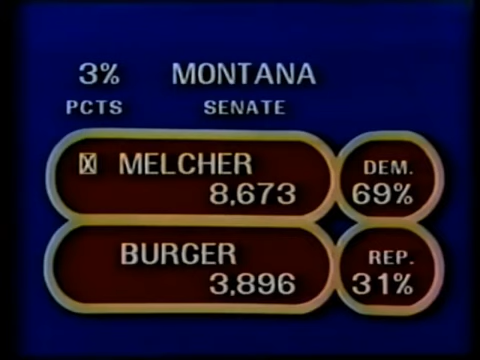 3% MONTANA
PCTS SENATE
☒ MELCHER DEM.
8,673 69%
BURGER REP.
3,896 31%